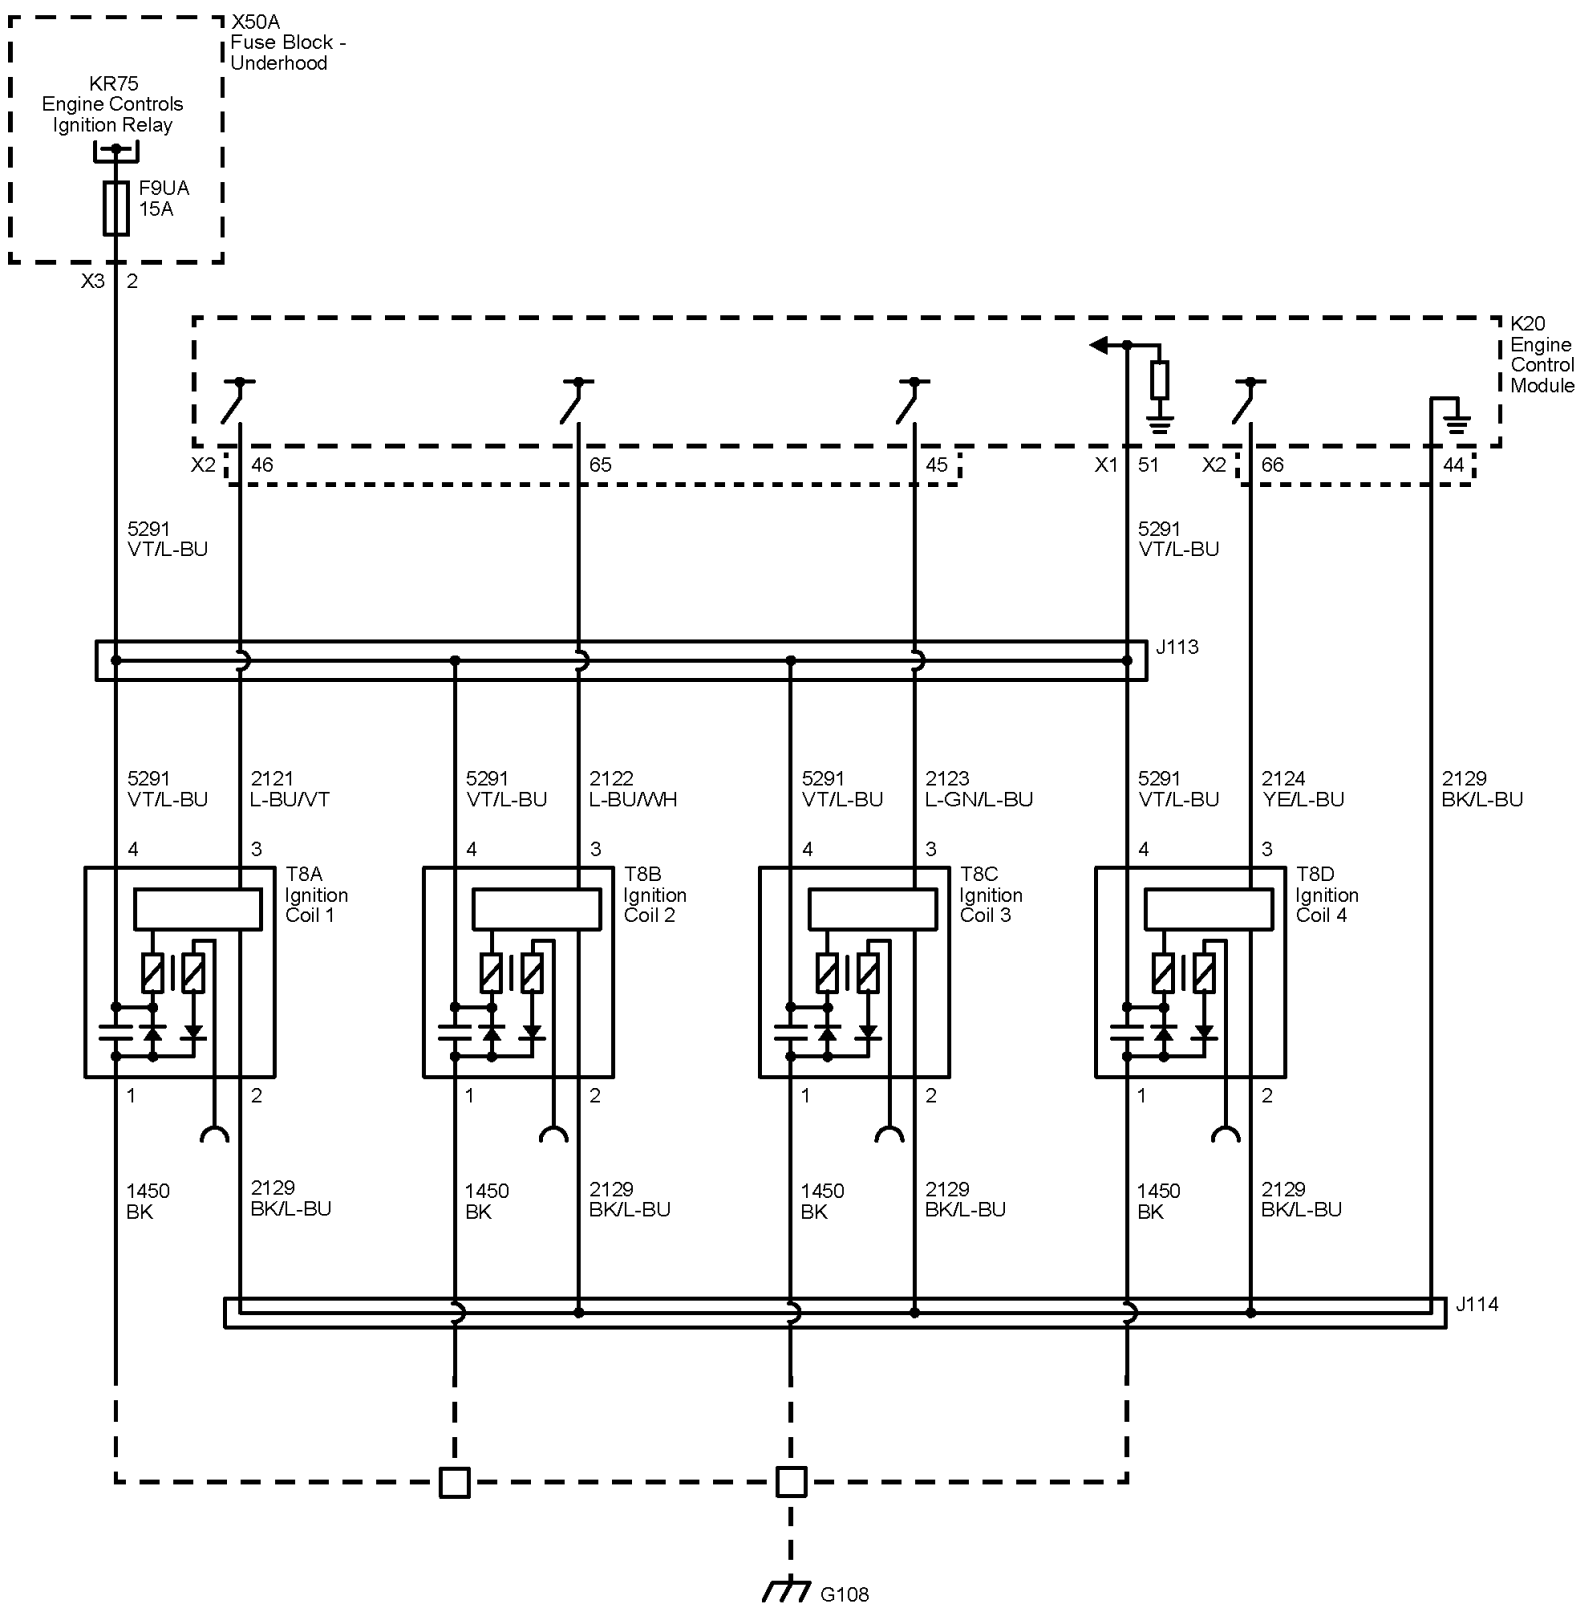 X50A
Fuse Block -
Underhood
KR75
Engine Controls
Ignition Relay
F9UA
15A
X3 2
K20
Engine
Control
Module
X2 46 65 45 X1 51 X2 66 44
5291
VT/L-BU
5291
VT/L-BU
J113
5291
VT/L-BU
2121
L-BU/VT
5291
VT/L-BU
2122
L-BU/WH
5291
VT/L-BU
2123
L-GN/L-BU
5291
VT/L-BU
2124
YE/L-BU
2129
BK/L-BU
4 3 4 3 4 3 4 3
T8A
Ignition
Coil 1
T8B
Ignition
Coil 2
T8C
Ignition
Coil 3
T8D
Ignition
Coil 4
1 2 1 2 1 2 1 2
1450
BK
2129
BK/L-BU
1450
BK
2129
BK/L-BU
1450
BK
2129
BK/L-BU
1450
BK
2129
BK/L-BU
J114
G108